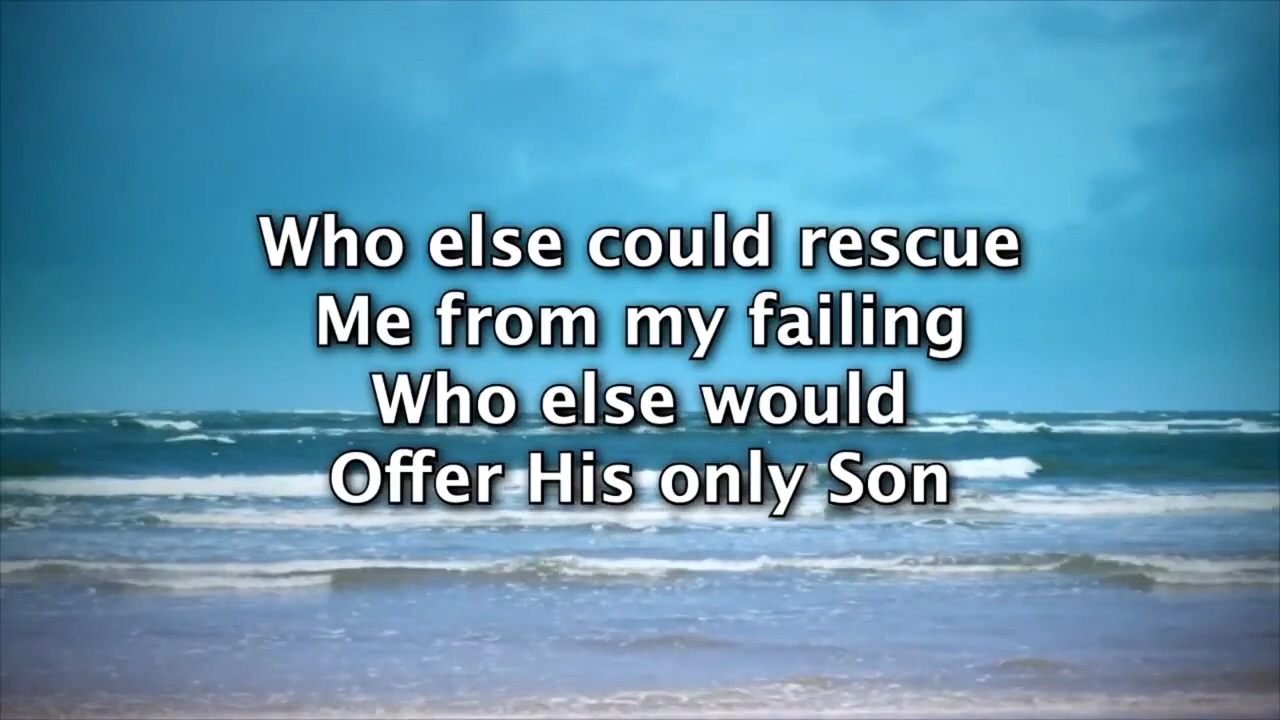 Who else could rescue
Me from my failing
Who else would
Offer His only Son